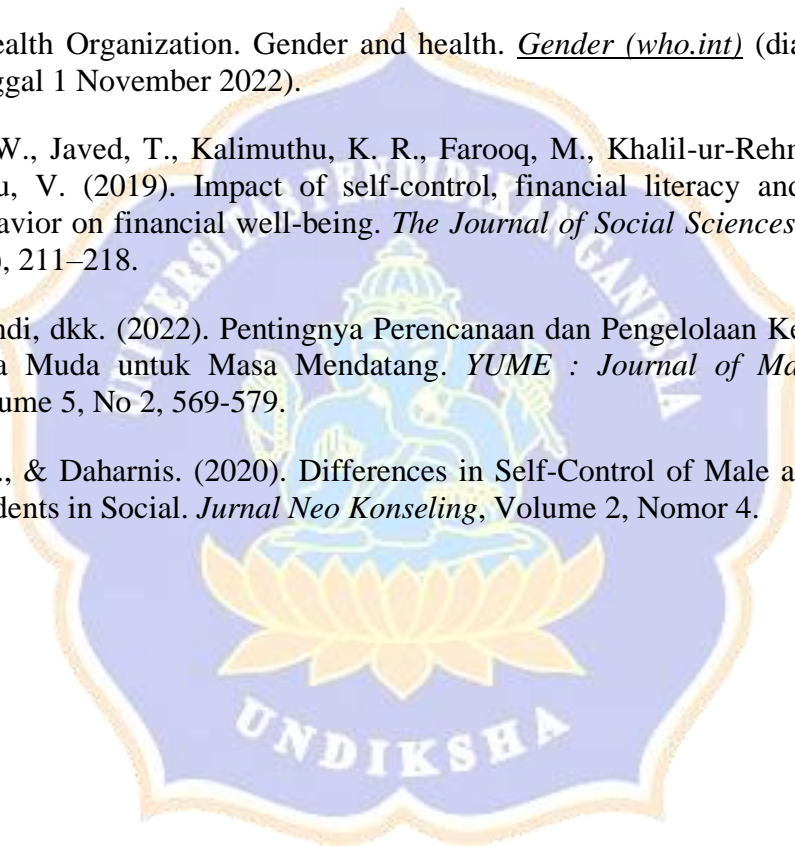 ealth Organization. Gender and health. Gender (who.int) (dia
ggal 1 November 2022).
W., Javed, T., Kalimuthu, K. R., Farooq, M., Khalil-ur-Rehn
u, V. (2019). Impact of self-control, financial literacy and
avior on financial well-being. The Journal of Social Sciences
), 211–218.
ndi, dkk. (2022). Pentingnya Perencanaan dan Pengelolaan Ke
a Muda untuk Masa Mendatang. YUME : Journal of Ma
ume 5, No 2, 569-579.
., & Daharnis. (2020). Differences in Self-Control of Male a
dents in Social. Jurnal Neo Konseling, Volume 2, Nomor 4.
UNIVERSITAS PENDIDIKAN GANESHA
UNDIKSHA